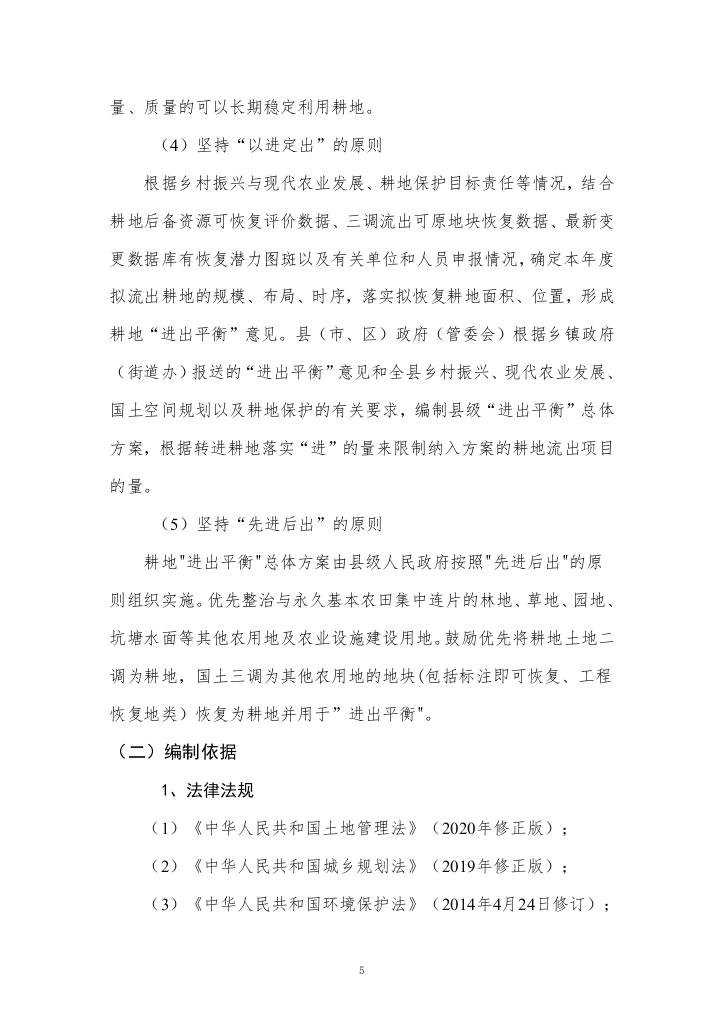 量、质量的可以长期稳定利用耕地。
（4）坚持“以进定出”的原则
根据乡村振兴与现代农业发展、耕地保护目标责任等情况，结合
耕地后备资源可恢复评价数据、三调流出可原地块恢复数据、最新变
更数据库有恢复潜力图斑以及有关单位和人员申报情况，确定本年度
拟流出耕地的规模、布局、时序，落实拟恢复耕地面积、位置，形成
耕地“进出平衡”意见。县（市、区）政府（管委会）根据乡镇政府
（街道办）报送的“进出平衡”意见和全县乡村振兴、现代农业发展、
国土空间规划以及耕地保护的有关要求，编制县级“进出平衡”总体
方案，根据转进耕地落实“进”的量来限制纳入方案的耕地流出项目
的量。
（5）坚持“先进后出”的原则
耕地"进出平衡"总体方案由县级人民政府按照"先进后出"的原
则组织实施。优先整治与永久基本农田集中连片的林地、草地、园地、
坑塘水面等其他农用地及农业设施建设用地。鼓励优先将耕地土地二
调为耕地，国土三调为其他农用地的地块(包括标注即可恢复、工程
恢复地类）恢复为耕地并用于”进出平衡"。
（二）编制依据
1、法律法规
（1）《中华人民共和国土地管理法》（2020年修正版）；
（2）《中华人民共和国城乡规划法》（2019年修正版）；
（3）《中华人民共和国环境保护法》（2014年4月24日修订）；
5